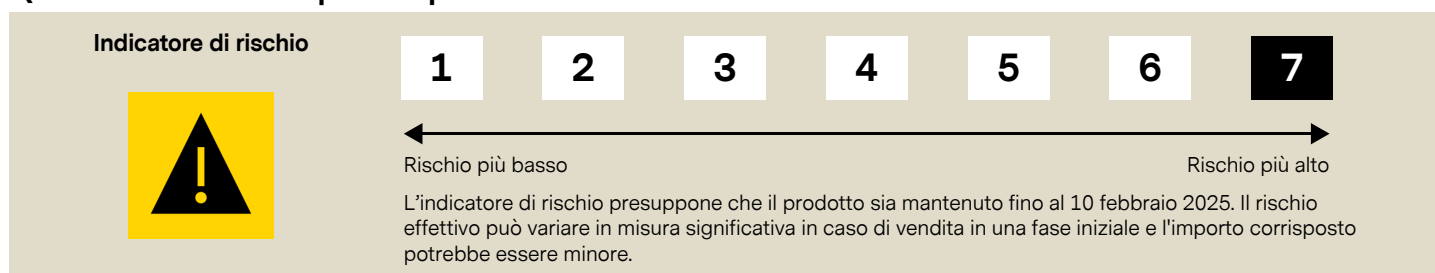 Indicatore di rischio
1 2 3 4 5 6 7
Rischio più basso Rischio più alto
L'indicatore di rischio presuppone che il prodotto sia mantenuto fino al 10 febbraio 2025. Il rischio
effettivo può variare in misura significativa in caso di vendita in una fase iniziale e l'importo corrisposto
potrebbe essere minore.